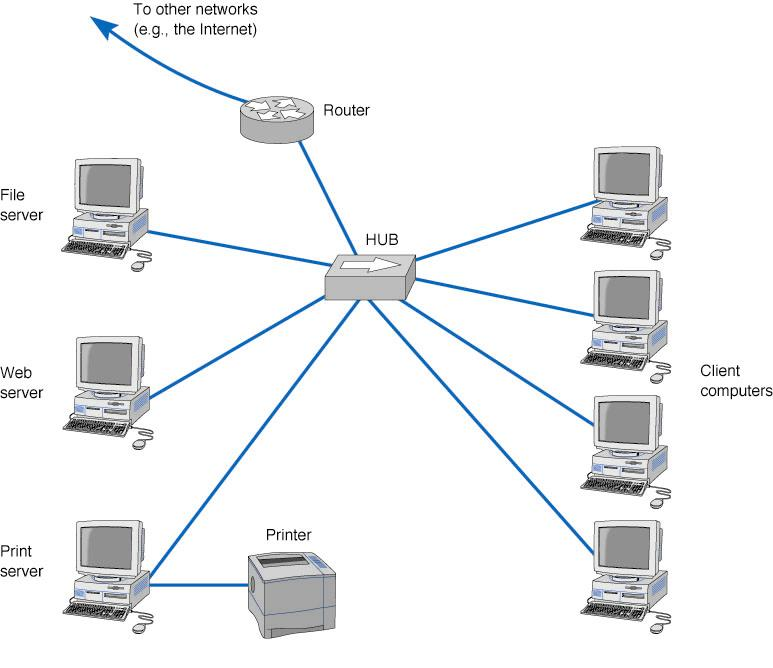 To other networks
(e.g., the Internet)
Router
File
server
HUB
Web
server
Client
computers
Print
server
Printer